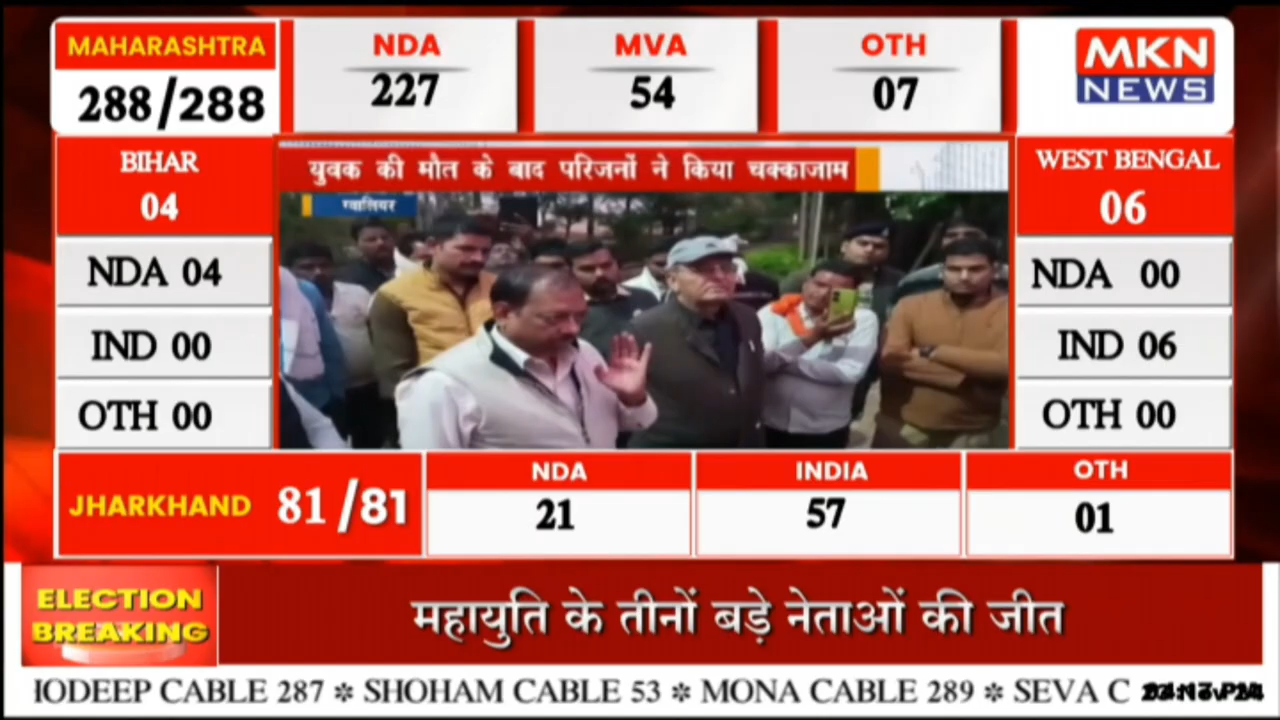 MAHARASHTRA
288/288
NDA
227
MVA
54
OTH
07
MKN
NEWS
BIHAR
04
NDA 04
IND 00
OTH 00
युवक की मौत के बाद परिजनों ने किया चक्काजाम
ग्वालियर
WEST BENGAL
06
NDA 00
IND 06
OTH 00
JHARKHAND 81/81
NDA
21
INDIA
57
OTH
01
ELECTION
BREAKING
महायुति के तीनों बड़े नेताओं की जीत
IODEEP CABLE 287 * SHOHAM CABLE 53 * MONA CABLE 289 * SEVA C